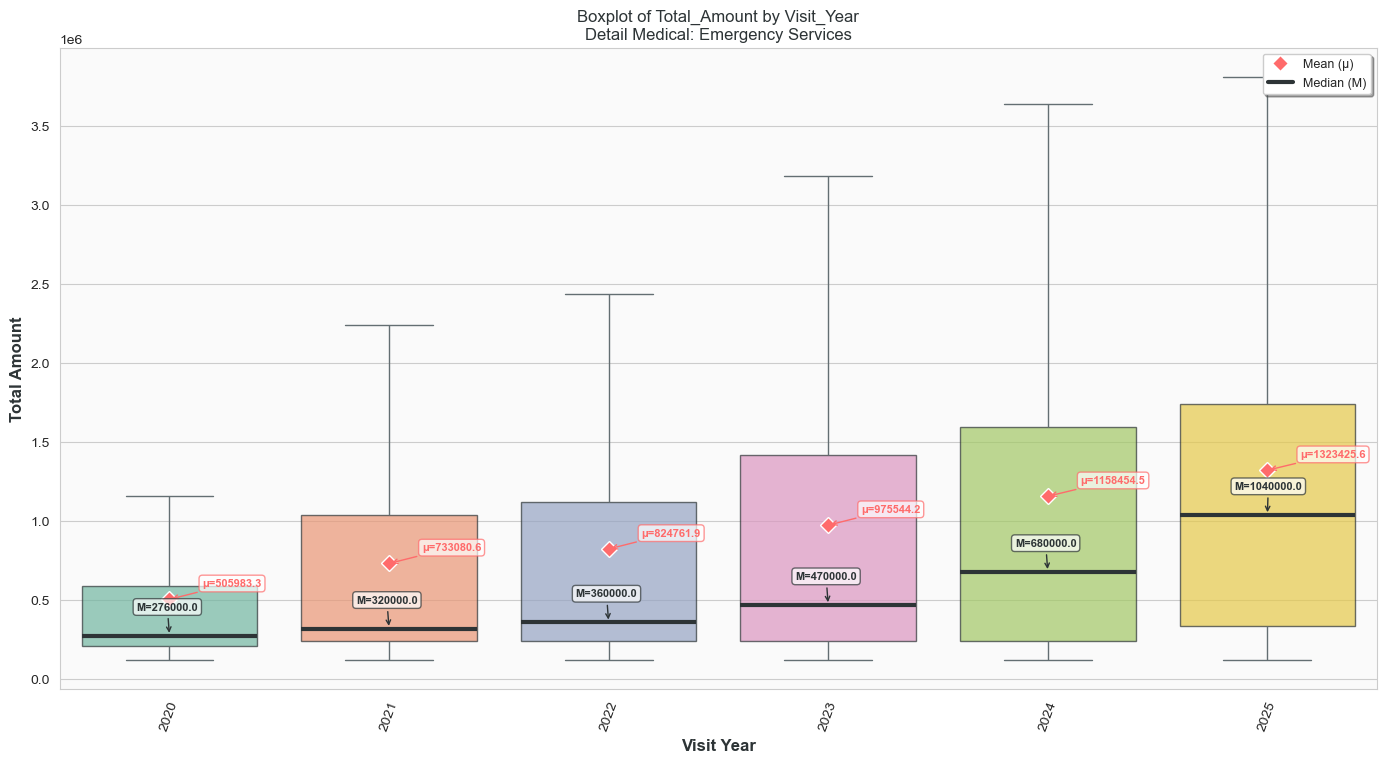 Boxplot of Total_Amount by Visit_Year
Detail Medical: Emergency Services
1e6
Mean (μ)
Median (M)
3.5
3.0
2.5
2.0
1.5
1.0
0.5
0.0
Total Amount
μ=505983.3
M=276000.0
μ=733080.6
M=320000.0
μ=824761.9
M=360000.0
μ=975544.2
M=470000.0
μ=1158454.5
M=680000.0
μ=1323425.6
M=1040000.0
2020
2021
2022
2023
2024
2025
Visit Year